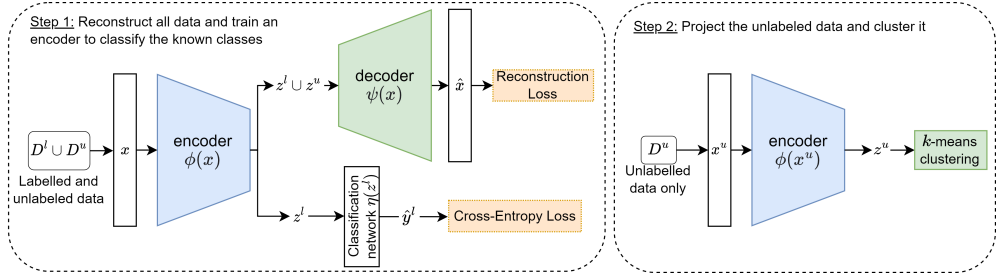 Step 1: Reconstruct all data and train an
encoder to classify the known classes
D^l ∪ D^u
Labelled and
unlabeled data
x
encoder
ϕ(x)
z^l ∪ z^u
decoder
ψ(x)
x̂
Reconstruction
Loss
z^l
Classification
network η(z^l)
ŷ^l
Cross-Entropy Loss
Step 2: Project the unlabeled data and cluster it
D^u
Unlabelled
data only
x^u
encoder
ϕ(x^u)
z^u
k-means
clustering